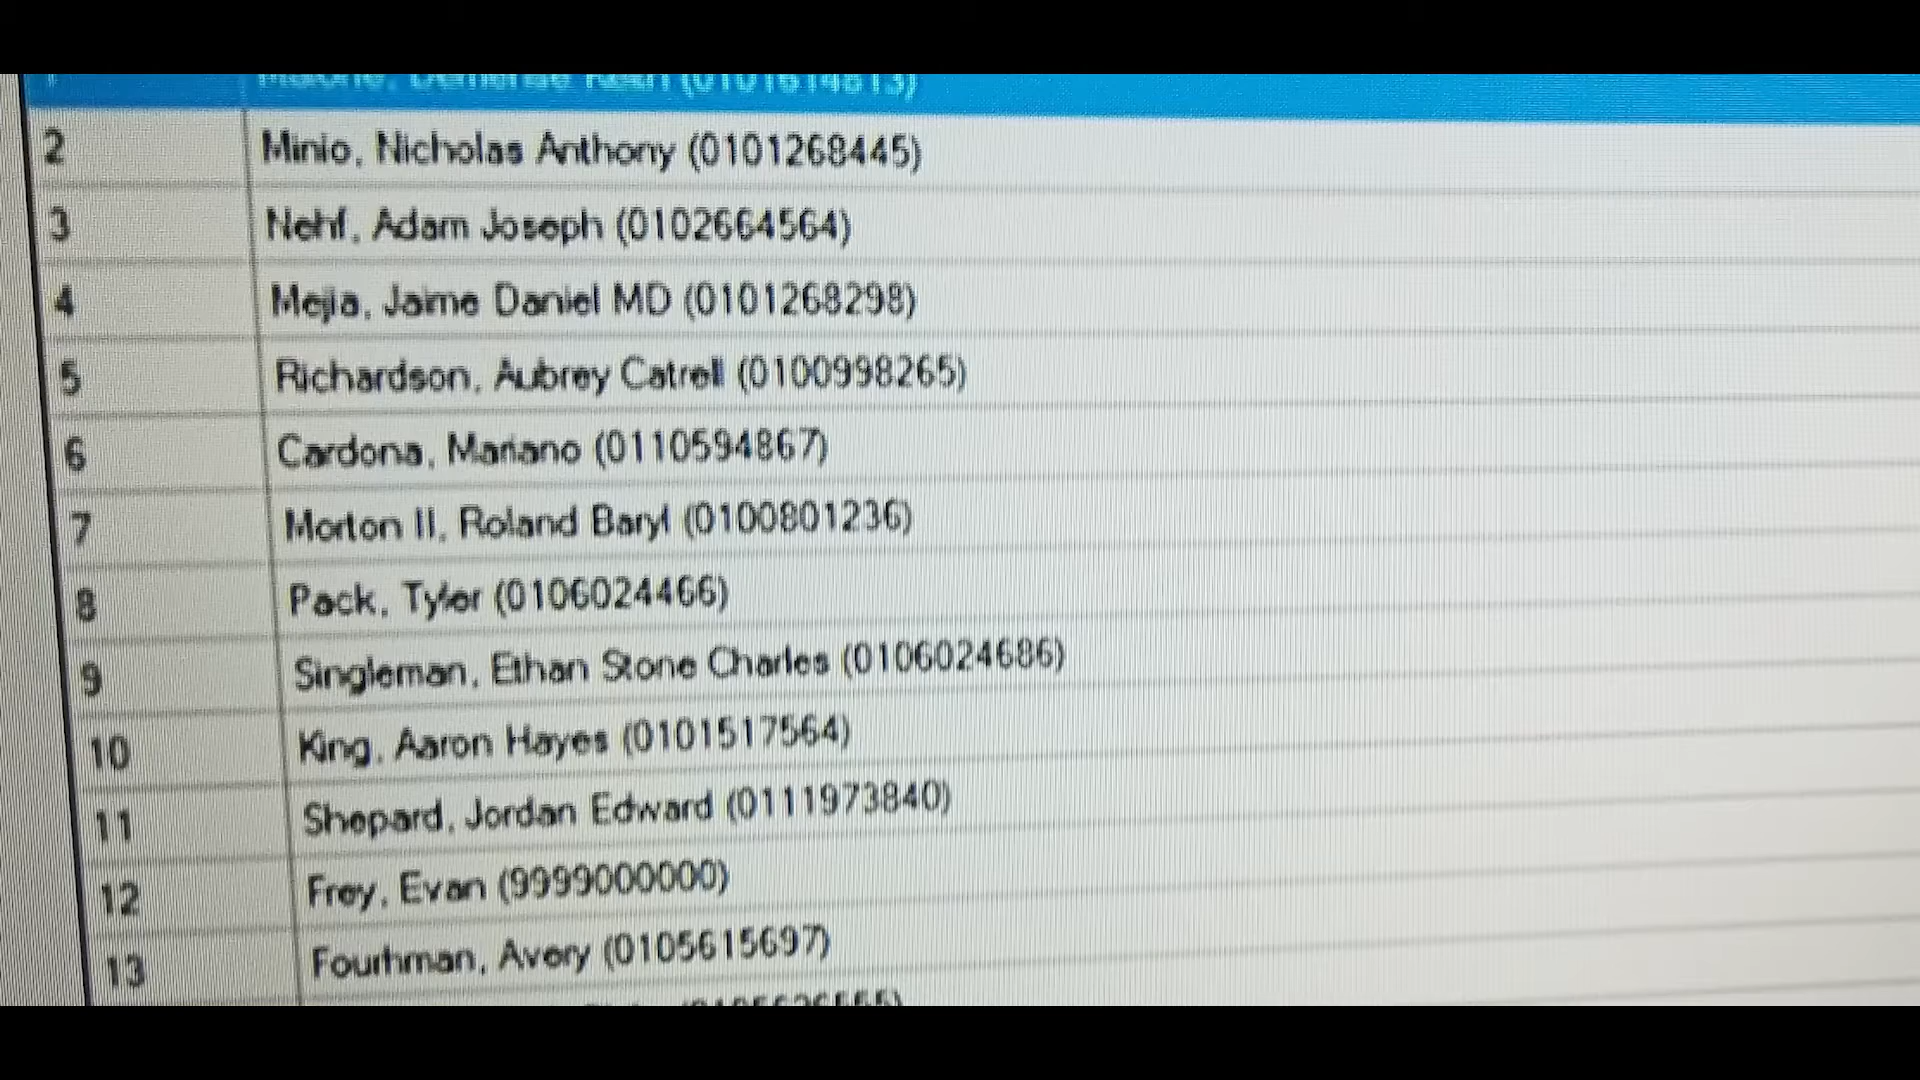 2 Minio, Nicholas Anthony (0101268445)
3 Nehf, Adam Joseph (0102664564)
4 Mejia, Jaime Daniel MD (0101268298)
5 Richardson, Aubrey Catrell (0100998265)
6 Cardona, Mariano (0110594867)
7 Morton II, Roland Baryl (0100801236)
8 Pack, Tyler (0106024466)
9 Singleman, Ethan Stone Charles (0106024686)
10 King, Aaron Hayes (0101517564)
11 Shepard, Jordan Edward (0111973840)
12 Frey, Evan (9999000000)
13 Fourhman, Avery (0105615697)